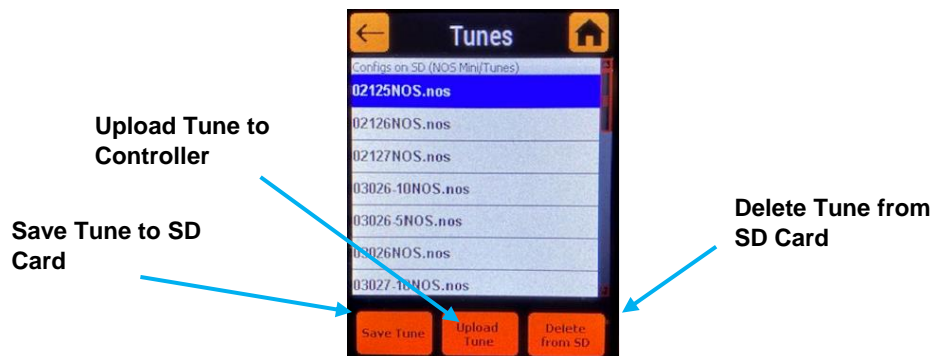 Tunes
Configs on SD (NOS Mini/Tunes)
02125NOS.nos
02126NOS.nos
02127NOS.nos
03026-10NOS.nos
03026-5NOS.nos
03026NOS.nos
03027-10NOS.nos
Save Tune
Upload
Tune
Delete
from SD
Upload Tune to
Controller
Save Tune to SD
Card
Delete Tune from
SD Card